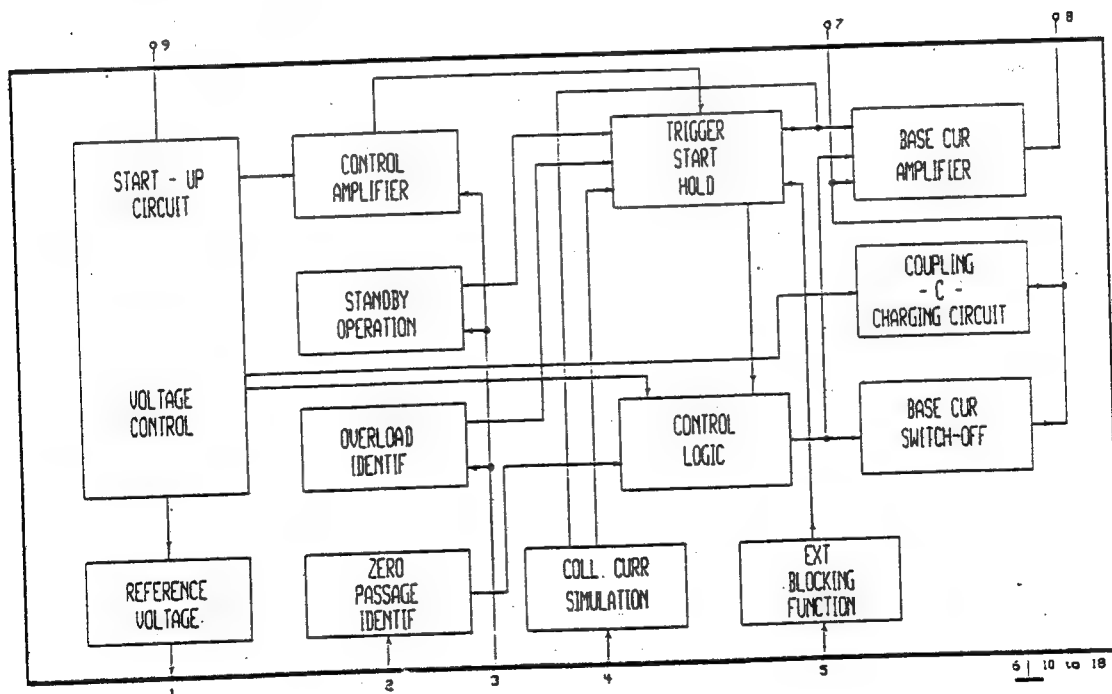 9
7
8
START - UP
CIRCUIT
VOLTAGE
CONTROL
CONTROL
AMPLIFIER
TRIGGER
START
HOLD
BASE CUR
AMPLIFIER
STANDBY
OPERATION
COUPLING
- C -
CHARGING CIRCUIT
OVERLOAD
IDENTIF
CONTROL
LOGIC
BASE CUR
SWITCH-OFF
REFERENCE
VOLTAGE
ZERO
PASSAGE
IDENTIF
COLL. CURR
SIMULATION
EXT
BLOCKING
FUNCTION
1
2
3
4
5
6 10 to 18